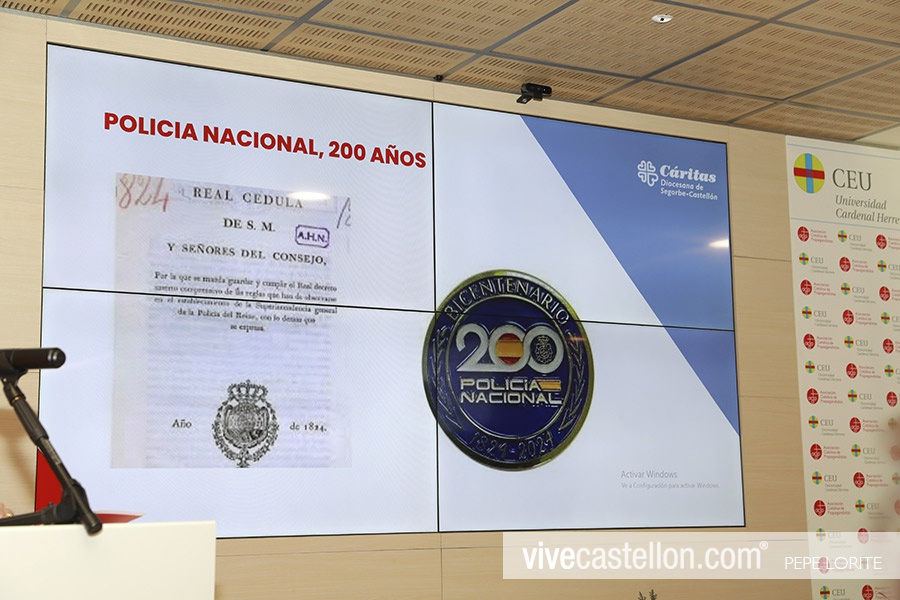 POLICIA NACIONAL, 200 AÑOS
824
REAL CEDULA
DE S. M.
A.H.N.
Y SEÑORES DEL CONSEJO,
Por la que se manda guardar y cumplir el Real decreto
inserto comprensivo de las reglas que han de observarse
en el establecimiento de la Superintendencia general
de la Policia del Reino, con lo demas que
se expresa.
Año de 1824.
Cáritas
Diocesana de
Segorbe-Castellón
BICENTENARIO
200
POLICÍA
NACIONAL
1824-2024
Activar Windows
Ve a Configuración para activar Windows.
CEU
Universidad
Cardenal Herre
vivecastellon.com®
PEPE LORITE